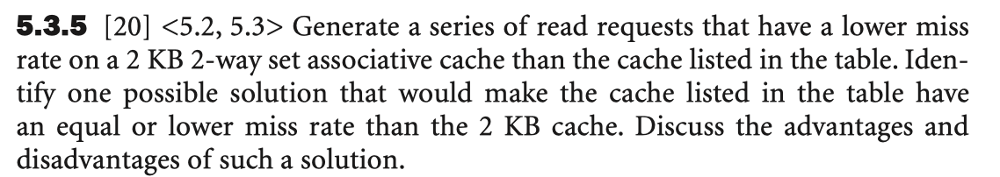 5.3.5 [20] <5.2, 5.3> Generate a series of read requests that have a lower miss
rate on a 2 KB 2-way set associative cache than the cache listed in the table. Iden-
tify one possible solution that would make the cache listed in the table have
an equal or lower miss rate than the 2 KB cache. Discuss the advantages and
disadvantages of such a solution.